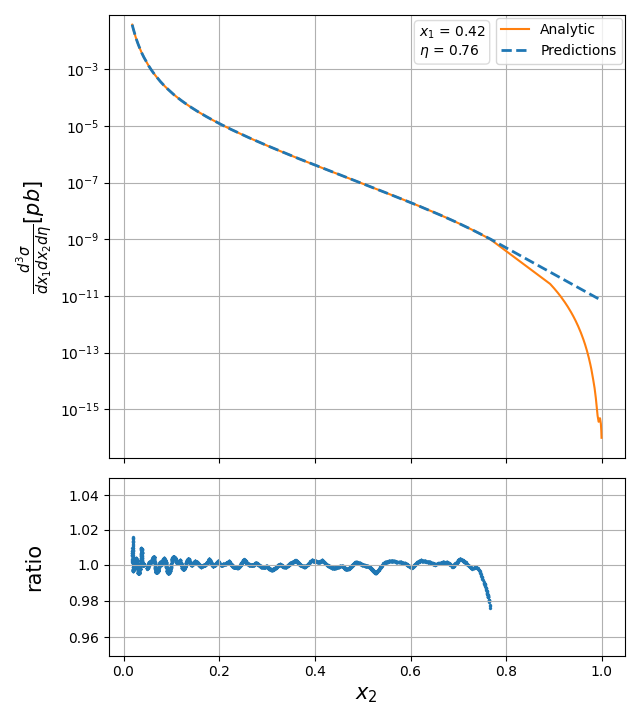 x₁ = 0.42
η = 0.76
Analytic
Predictions
d³σ/dx₁dx₂dη [pb]
10⁻³
10⁻⁵
10⁻⁷
10⁻⁹
10⁻¹¹
10⁻¹³
10⁻¹⁵
ratio
1.04
1.02
1.0
0.98
0.96
0.0 0.2 0.4 0.6 0.8 1.0
x₂